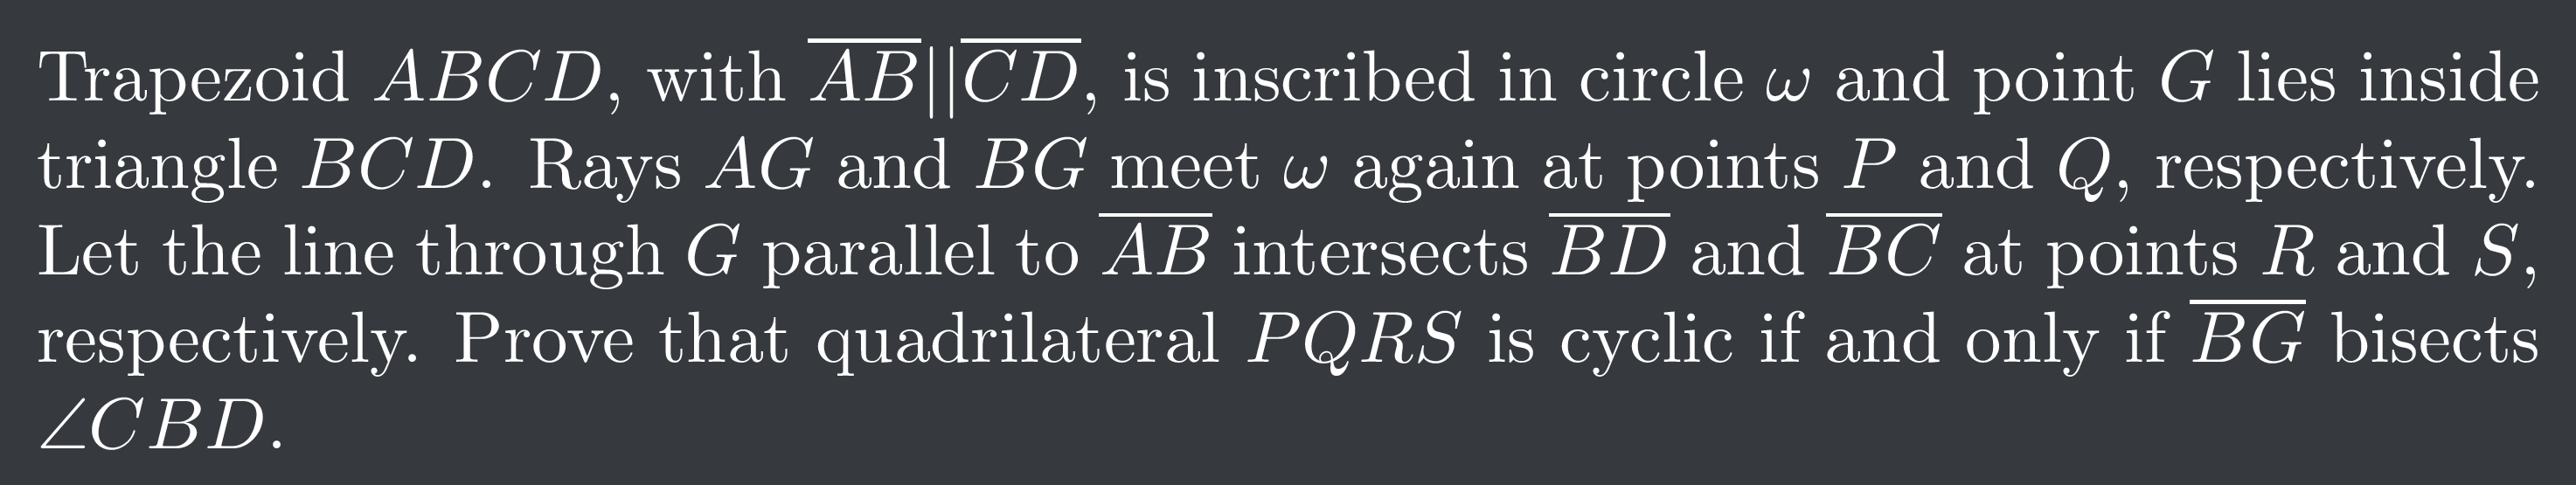 Trapezoid $ABCD$, with $\overline{AB}||\overline{CD}$, is inscribed in circle $\omega$ and point $G$ lies inside
triangle $BCD$. Rays $AG$ and $BG$ meet $\omega$ again at points $P$ and $Q$, respectively.
Let the line through $G$ parallel to $\overline{AB}$ intersects $\overline{BD}$ and $\overline{BC}$ at points $R$ and $S$,
respectively. Prove that quadrilateral $PQRS$ is cyclic if and only if $\overline{BG}$ bisects
$\angle CBD$.